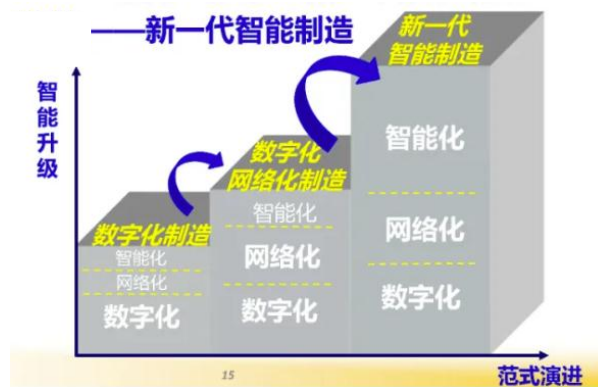 ——新一代智能制造
智能升级
数字化制造
智能化
网络化
数字化
数字化
网络化制造
智能化
网络化
数字化
新一代
智能制造
智能化
网络化
数字化
15
范式演进